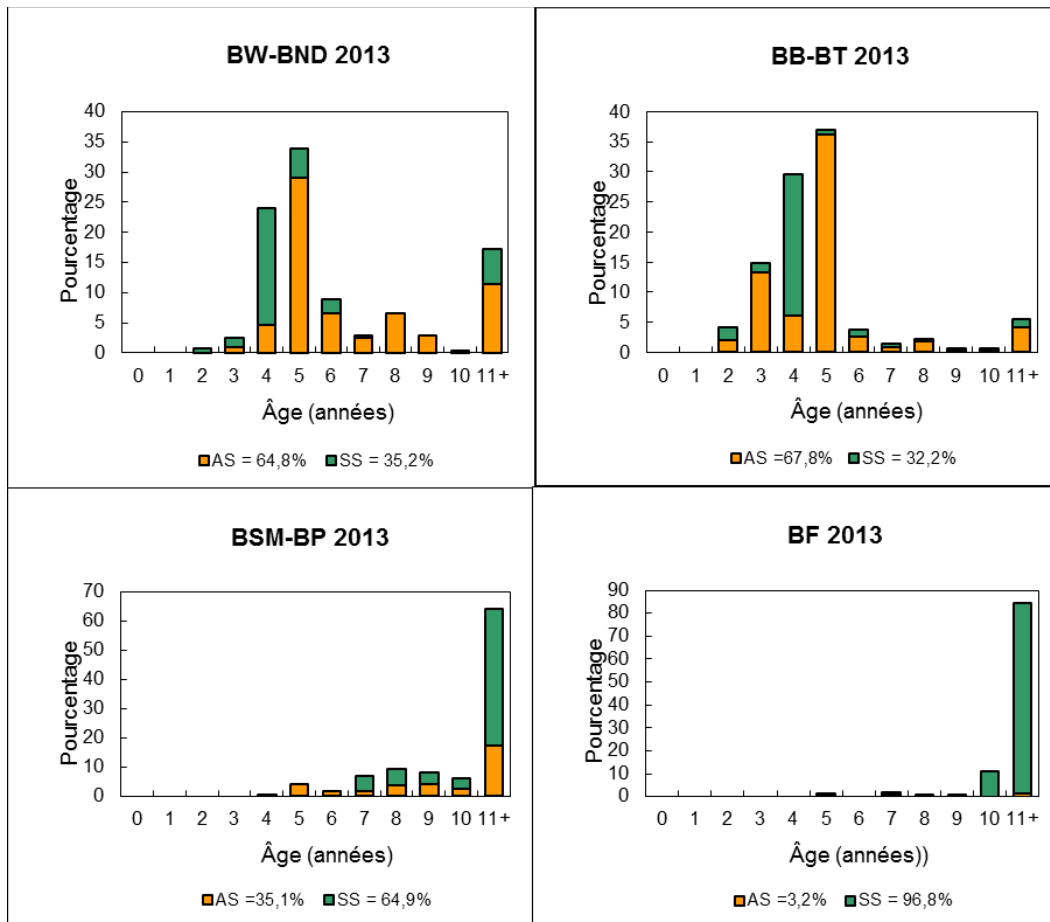 BW-BND 2013
Pourcentage
40
35
30
25
20
15
10
5
0
0 1 2 3 4 5 6 7 8 9 10 11+
Âge (années)
AS = 64,8% SS = 35,2%
BB-BT 2013
Pourcentage
40
35
30
25
20
15
10
5
0
0 1 2 3 4 5 6 7 8 9 10 11+
Âge (années)
AS =67,8% SS = 32,2%
BSM-BP 2013
Pourcentage
70
60
50
40
30
20
10
0
0 1 2 3 4 5 6 7 8 9 10 11+
Âge (années)
AS =35,1% SS = 64,9%
BF 2013
Pourcentage
90
80
70
60
50
40
30
20
10
0
0 1 2 3 4 5 6 7 8 9 10 11+
Âge (années))
AS =3,2% SS = 96,8%